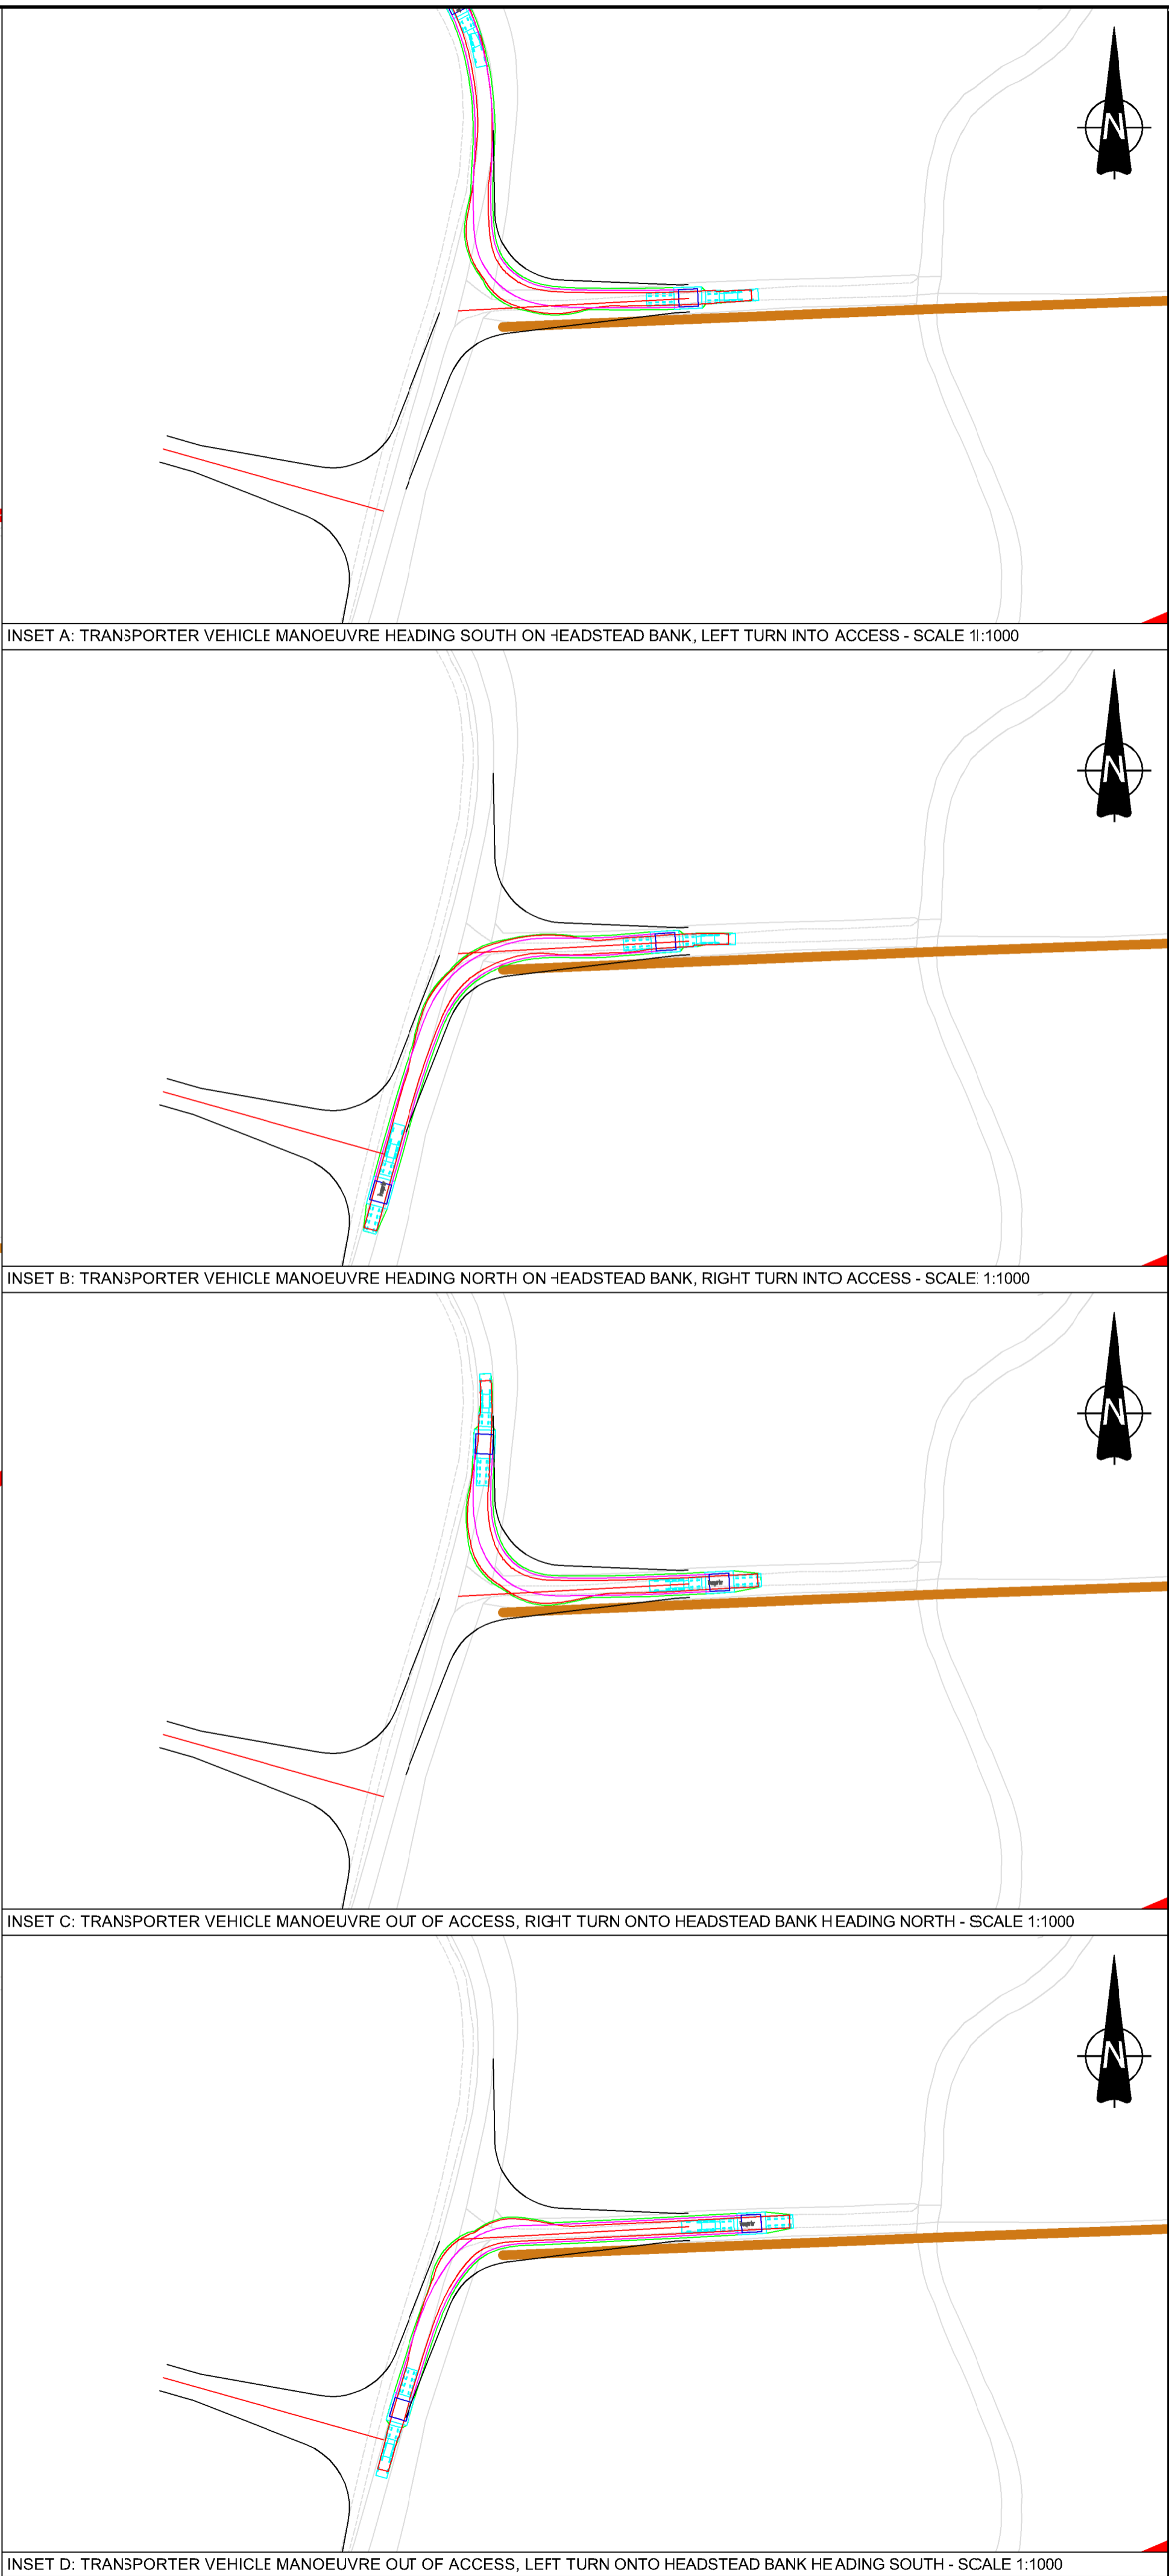 N
INSET A: TRANSPORTER VEHICLE MANOEUVRE HEADING SOUTH ON HEADSTEAD BANK, LEFT TURN INTO ACCESS - SCALE 1:1000
N
INSET B: TRANSPORTER VEHICLE MANOEUVRE HEADING NORTH ON HEADSTEAD BANK, RIGHT TURN INTO ACCESS - SCALE 1:1000
N
INSET C: TRANSPORTER VEHICLE MANOEUVRE OUT OF ACCESS, RIGHT TURN ONTO HEADSTEAD BANK HEADING NORTH - SCALE 1:1000
N
INSET D: TRANSPORTER VEHICLE MANOEUVRE OUT OF ACCESS, LEFT TURN ONTO HEADSTEAD BANK HEADING SOUTH - SCALE 1:1000